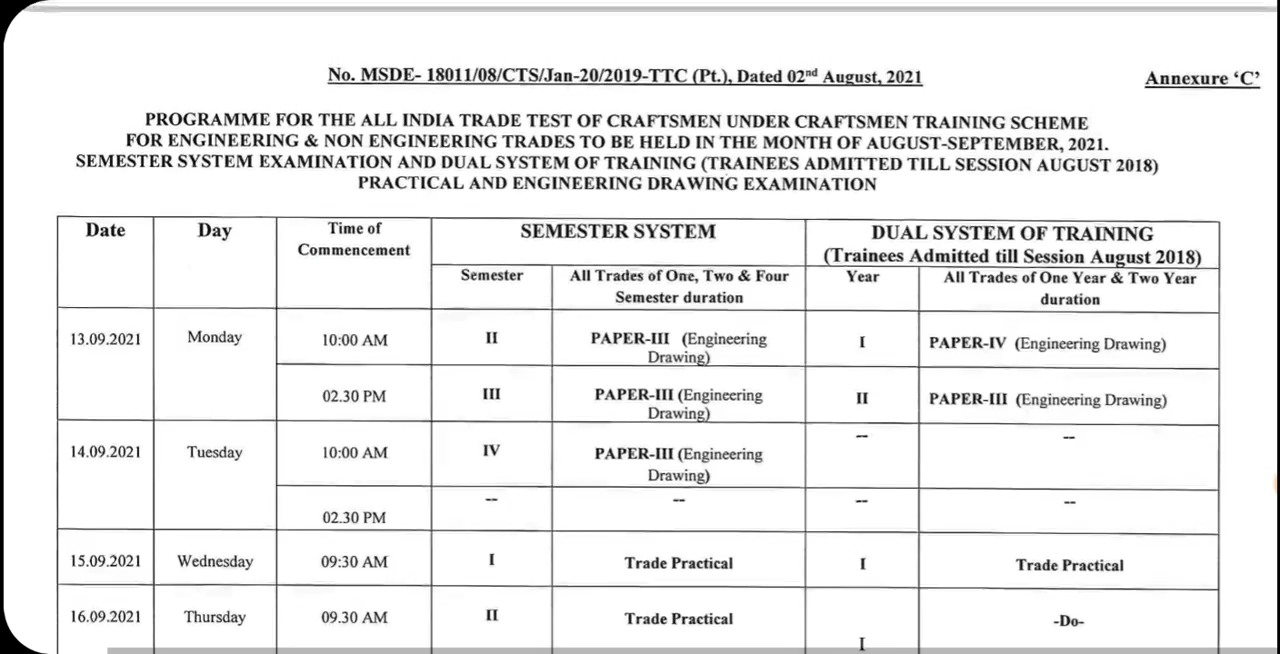 No. MSDE- 18011/08/CTS/Jan-20/2019-TTC (Pt.), Dated 02nd August, 2021
Annexure ‘C’
PROGRAMME FOR THE ALL INDIA TRADE TEST OF CRAFTSMEN UNDER CRAFTSMEN TRAINING SCHEME
FOR ENGINEERING & NON ENGINEERING TRADES TO BE HELD IN THE MONTH OF AUGUST-SEPTEMBER, 2021.
SEMESTER SYSTEM EXAMINATION AND DUAL SYSTEM OF TRAINING (TRAINEES ADMITTED TILL SESSION AUGUST 2018)
PRACTICAL AND ENGINEERING DRAWING EXAMINATION
Date Day Time of Commencement SEMESTER SYSTEM DUAL SYSTEM OF TRAINING
(Trainees Admitted till Session August 2018)
Semester All Trades of One, Two & Four Year All Trades of One Year & Two Year
Semester duration duration
13.09.2021 Monday 10:00 AM II PAPER-III (Engineering I PAPER-IV (Engineering Drawing)
Drawing)
02.30 PM III PAPER-III (Engineering II PAPER-III (Engineering Drawing)
Drawing)
14.09.2021 Tuesday 10:00 AM IV PAPER-III (Engineering -- --
Drawing)
02.30 PM -- -- -- --
15.09.2021 Wednesday 09:30 AM I Trade Practical I Trade Practical
16.09.2021 Thursday 09.30 AM II Trade Practical -Do-
I